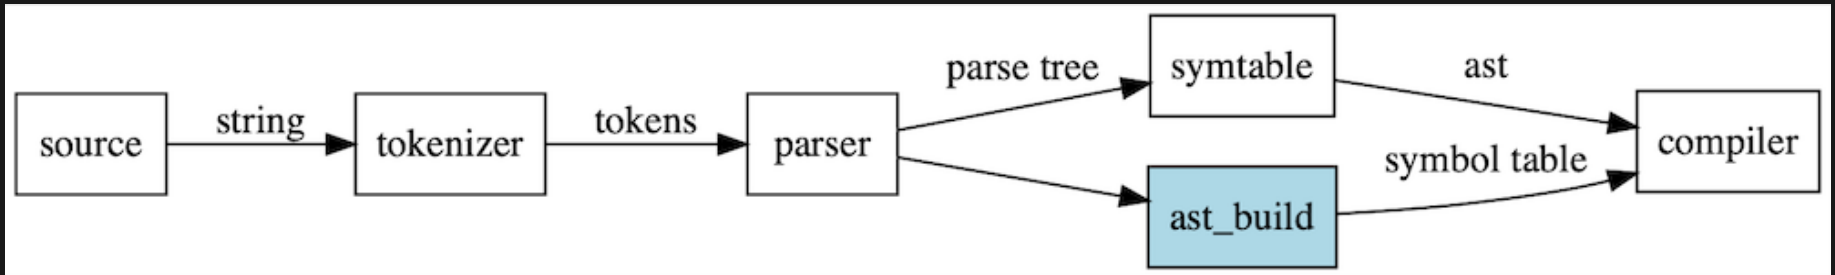 source
string
tokenizer
tokens
parser
parse tree
symtable
ast
ast_build
symbol table
compiler